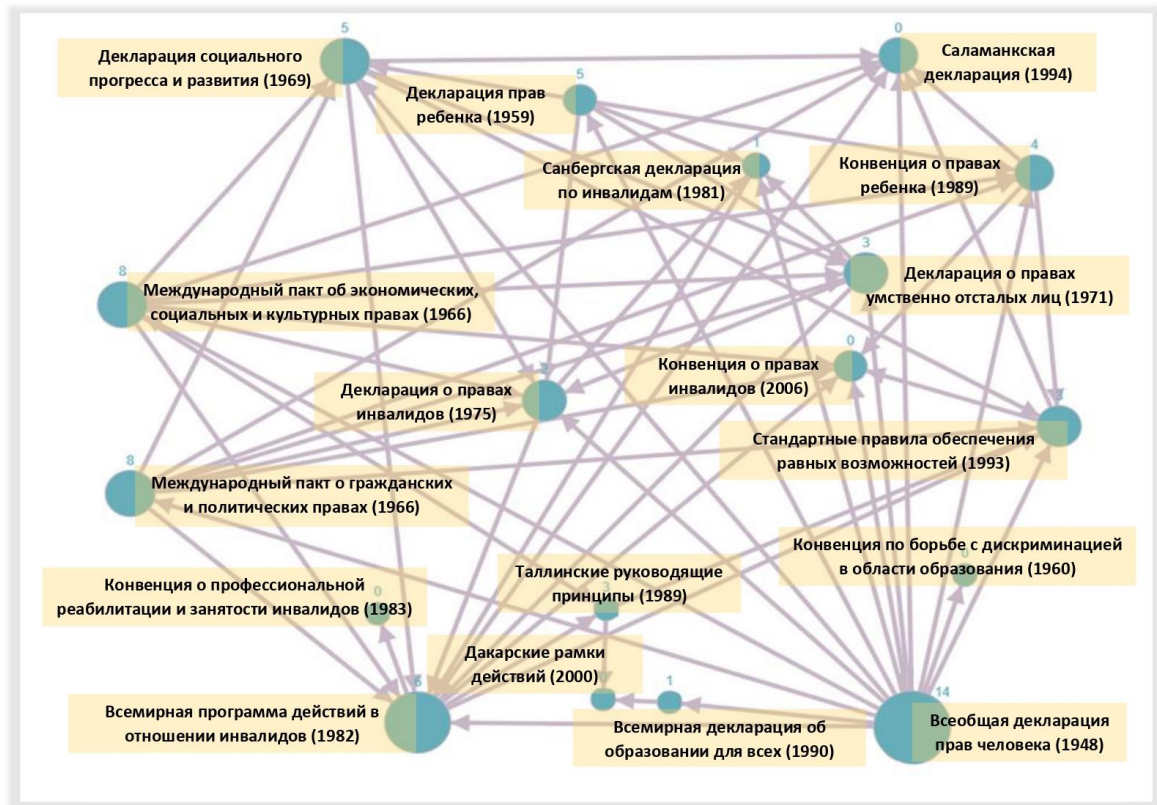 5
Декларация социального
прогресса и развития (1969)
0
Саламанкская
декларация (1994)
5
Декларация прав
ребенка (1959)
1
Санбергская декларация
по инвалидам (1981)
4
Конвенция о правах
ребенка (1989)
8
Международный пакт об экономических,
социальных и культурных правах (1966)
3
Декларация о правах
умственно отсталых лиц (1971)
0
Конвенция о правах
инвалидов (2006)
2
Декларация о правах
инвалидов (1975)
3
Стандартные правила обеспечения
равных возможностей (1993)
8
Международный пакт о гражданских
и политических правах (1966)
Конвенция по борьбе с дискриминацией
в области образования (1960)
0
Таллинские руководящие
принципы (1989)
3
Конвенция о профессиональной
реабилитации и занятости инвалидов (1983)
0
Дакарские рамки
действий (2000)
6
Всемирная программа действий в
отношении инвалидов (1982)
1
Всемирная декларация об
образовании для всех (1990)
14
Всеобщая декларация
прав человека (1948)